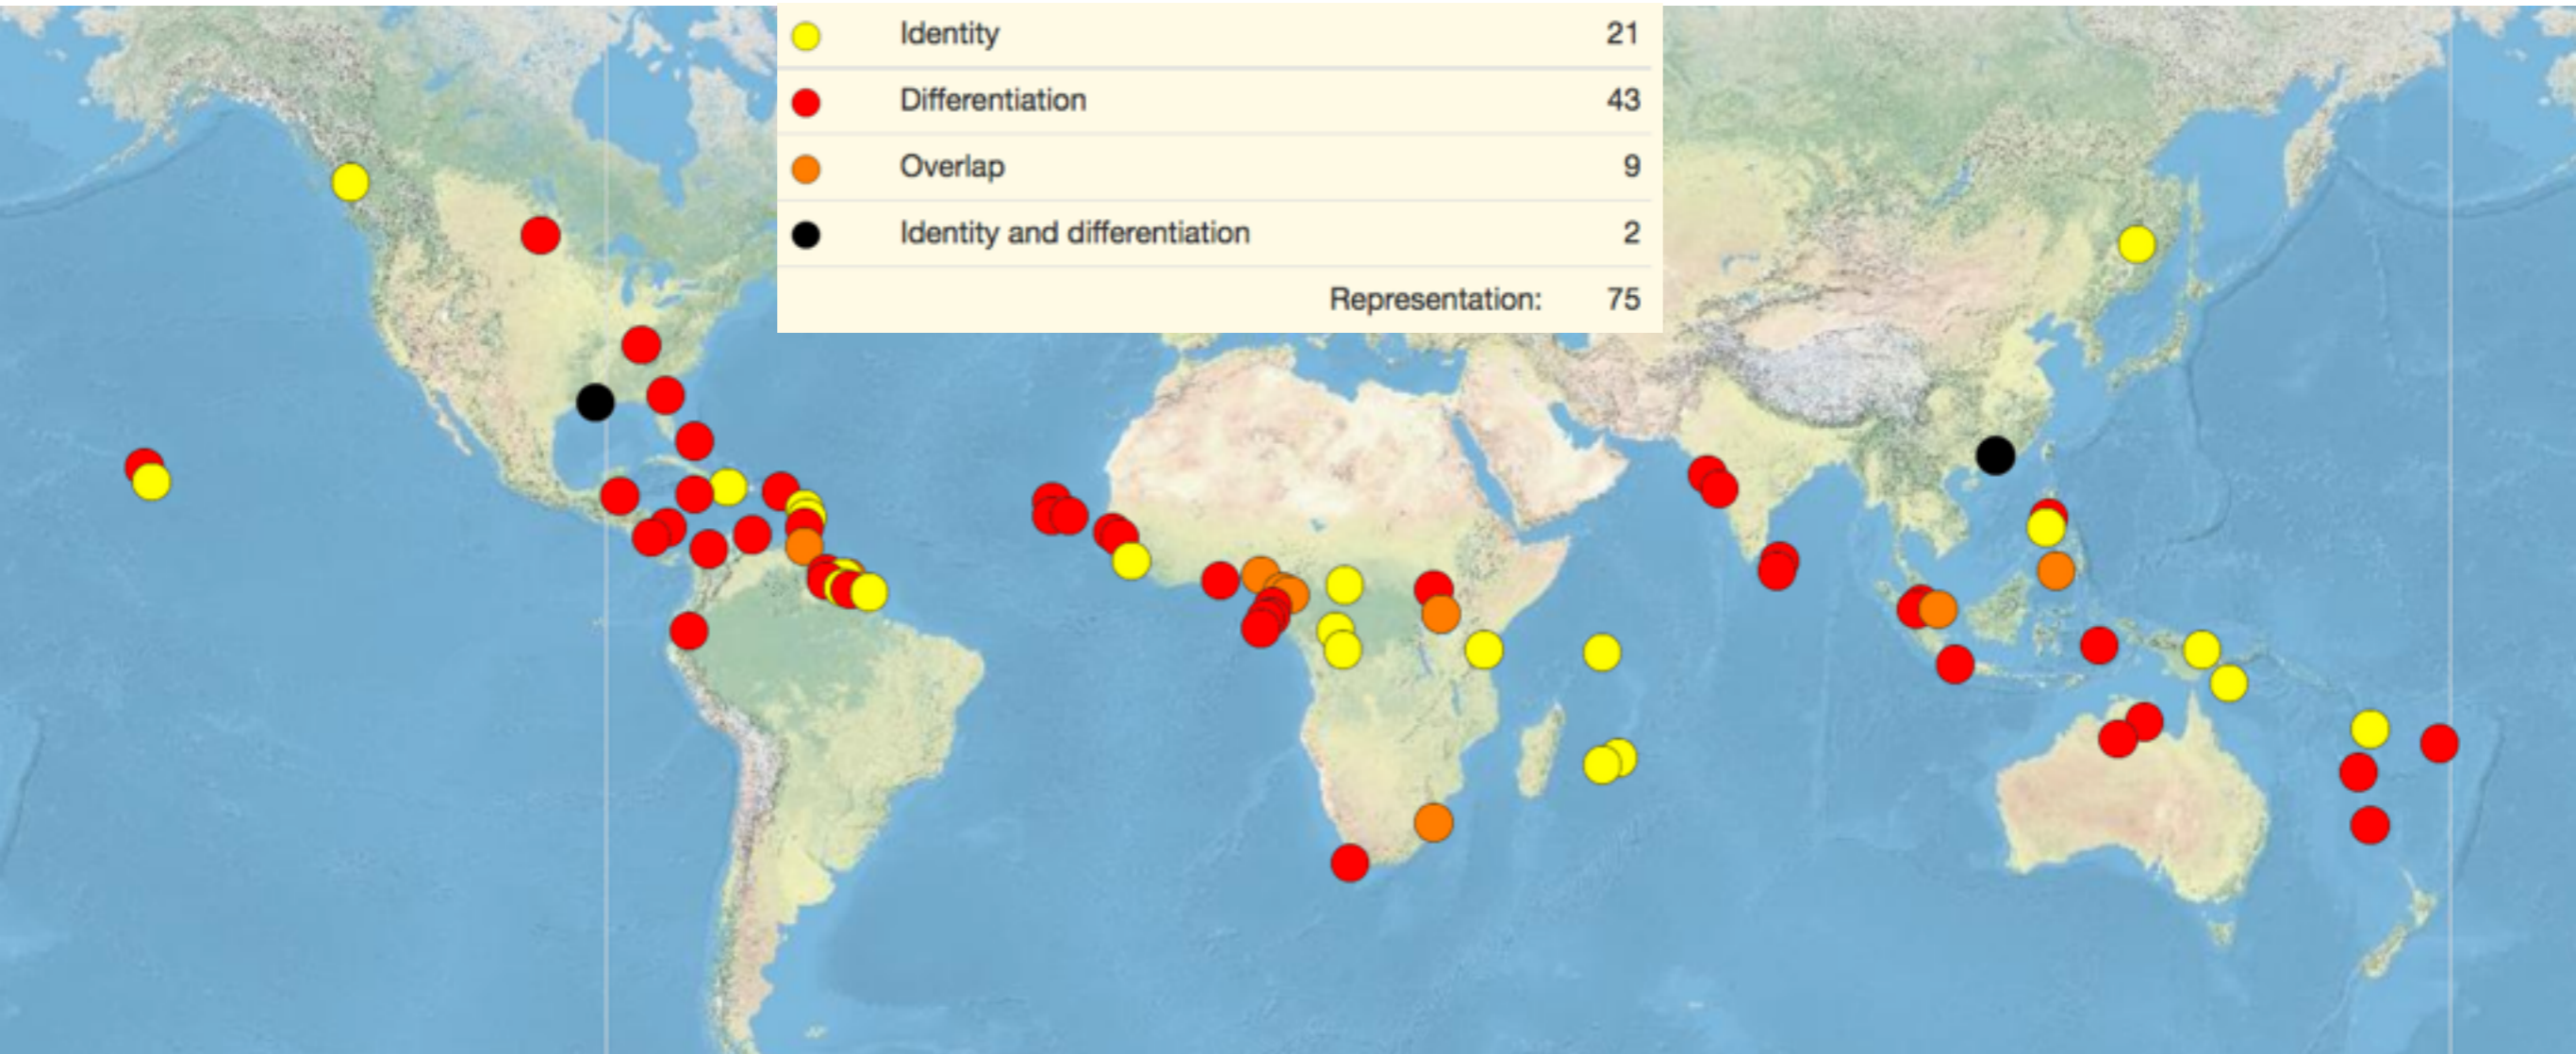 Identity 21
Differentiation 43
Overlap 9
Identity and differentiation 2
Representation: 75